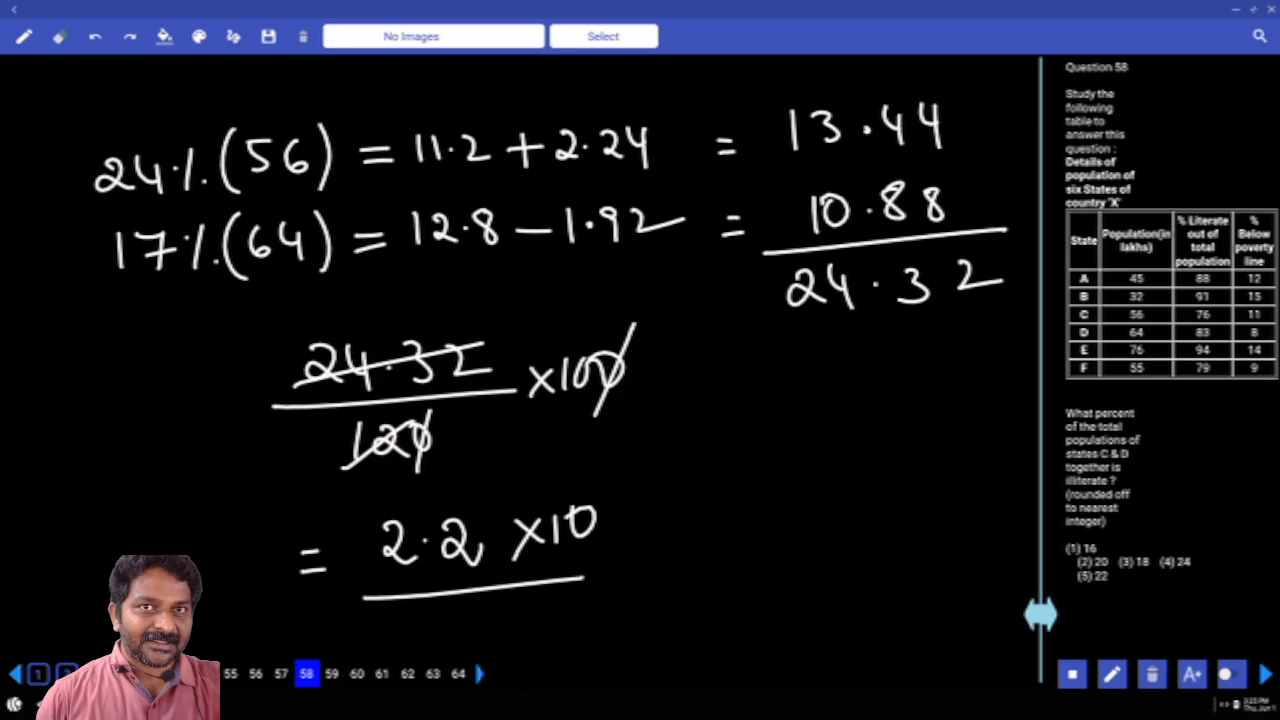 No Images
Select
24%.(56) = 11.2 + 2.24 = 13.44
17%.(64) = 12.8 – 1.92 = 10.88
24.32
24.32
120
×100
= 2.2 ×10
Question 58
Study the
following
table to
answer this
question :
Details of
population of
six States of
country 'X'
State Population(in lakhs) % Literate out of total population % Below poverty line
A 45 88 12
B 32 91 15
C 56 76 11
D 64 83 8
E 76 94 14
F 55 79 9
What percent
of the total
populations of
states C & D
together is
illiterate ?
(rounded off
to nearest
integer)
(1) 16
(2) 20 (3) 18 (4) 24
(5) 22
1 55 56 57 58 59 60 61 62 63 64
A+